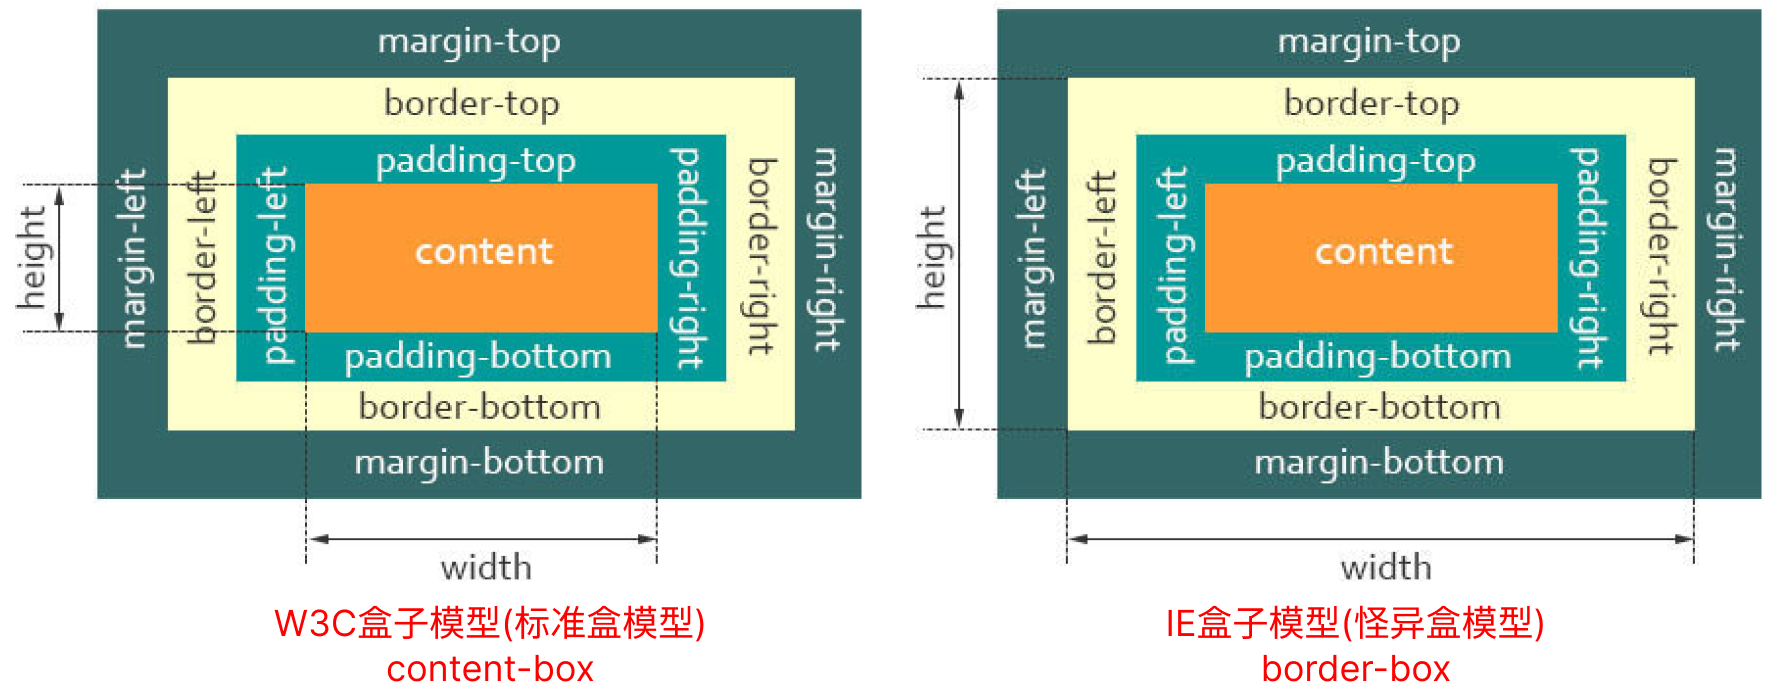 margin-top
border-top
padding-top
height
margin-left
border-left
padding-left
content
padding-right
border-right
margin-right
padding-bottom
border-bottom
margin-bottom
width
W3C盒子模型(标准盒模型)
content-box
margin-top
border-top
padding-top
height
margin-left
border-left
padding-left
content
padding-right
border-right
margin-right
padding-bottom
border-bottom
margin-bottom
width
IE盒子模型(怪异盒模型)
border-box